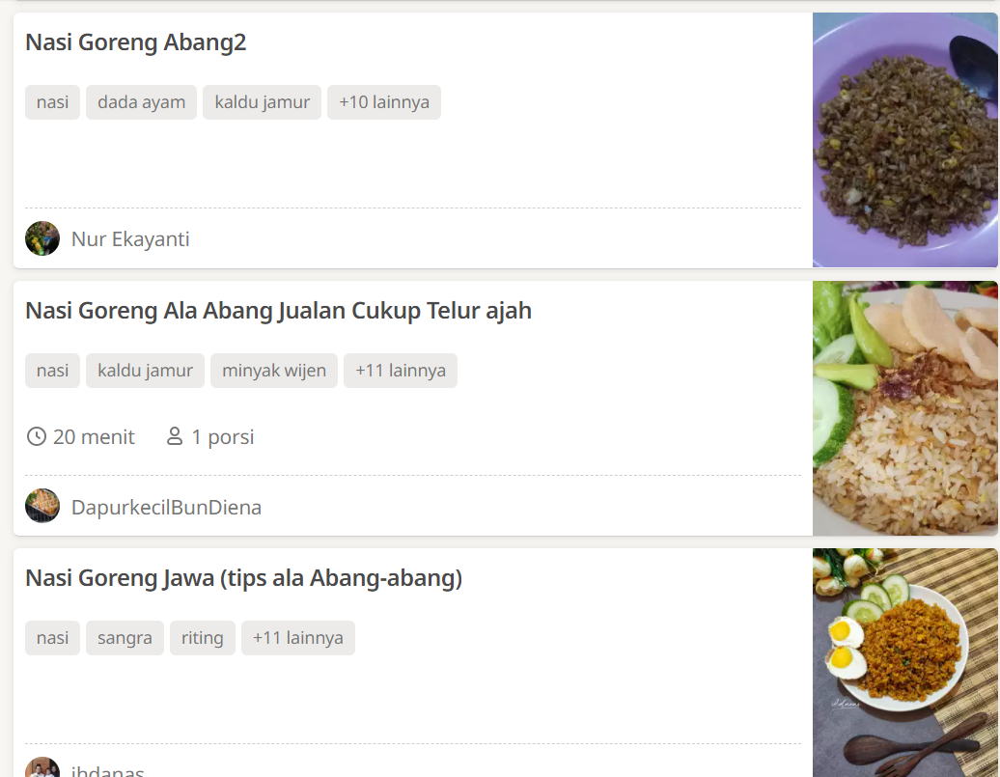 Nasi Goreng Abang2
nasi dada ayam kaldu jamur +10 lainnya
Nur Ekayanti
Nasi Goreng Ala Abang Jualan Cukup Telur ajah
nasi kaldu jamur minyak wijen +11 lainnya
20 menit 1 porsi
DapurkecilBunDiena
Nasi Goreng Jawa (tips ala Abang-abang)
nasi sangra riting +11 lainnya
ihdanas